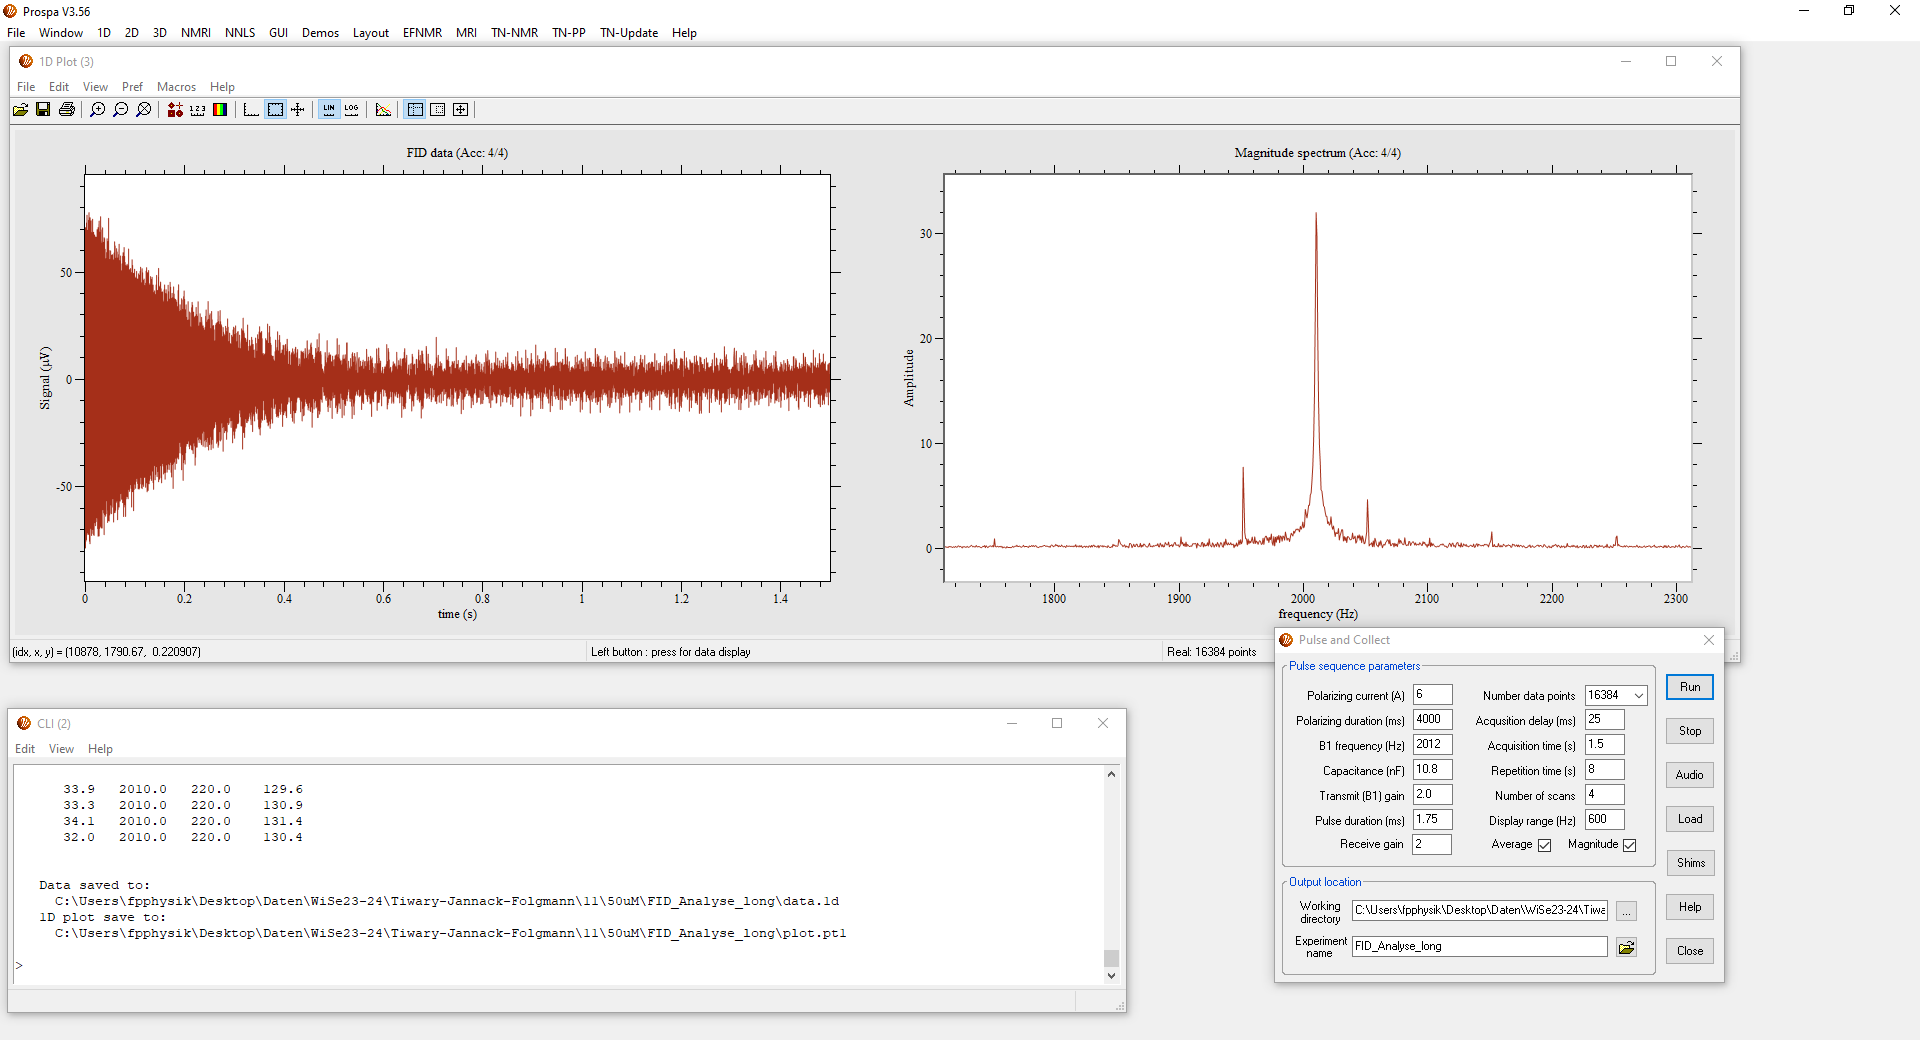 Prospa V3.56
File Window 1D 2D 3D NMRI NNLS GUI Demos Layout EFNMR MRI TN-NMR TN-PP TN-Update Help
1D Plot (3)
File Edit View Pref Macros Help
1 2 3
LIN
LOG
FID data (Acc: 4/4)
Signal (µV)
50
0
-50
0 0.2 0.4 0.6 0.8 1 1.2 1.4
time (s)
Magnitude spectrum (Acc: 4/4)
Amplitude
30
20
10
0
1800 1900 2000 2100 2200 2300
frequency (Hz)
(idx, x, y) = (10878, 1790.67, 0.220907)
Left button : press for data display
Real: 16384 points
CLI (2)
Edit View Help
33.9 2010.0 220.0 129.6
33.3 2010.0 220.0 130.9
34.1 2010.0 220.0 131.4
32.0 2010.0 220.0 130.4
Data saved to:
C:\Users\fpphysik\Desktop\Daten\WiSe23-24\Tiwary-Jannack-Folgmann\11\50uM\FID_Analyse_long\data.1d
1D plot save to:
C:\Users\fpphysik\Desktop\Daten\WiSe23-24\Tiwary-Jannack-Folgmann\11\50uM\FID_Analyse_long\plot.pt1
>
Pulse and Collect
Pulse sequence parameters
Polarizing current (A) 6 Number data points 16384
Polarizing duration (ms) 4000 Acqusition delay (ms) 25
B1 frequency (Hz) 2012 Acquisition time (s) 1.5
Capacitance (nF) 10.8 Repetition time (s) 8
Transmit (B1) gain 2.0 Number of scans 4
Pulse duration (ms) 1.75 Display range (Hz) 600
Receive gain 2 Average Magnitude
Output location
Working directory C:\Users\fpphysik\Desktop\Daten\WiSe23-24\Tiwa ...
Experiment name FID_Analyse_long
Run
Stop
Audio
Load
Shims
Help
Close